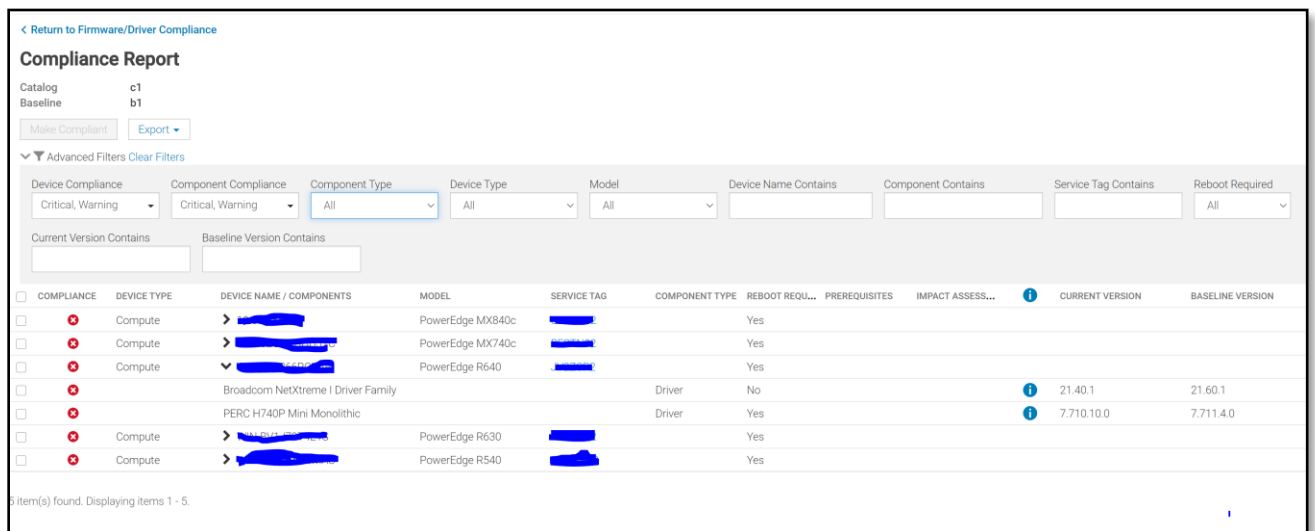 Return to Firmware/Driver Compliance
Compliance Report
Catalog c1
Baseline b1
Make Compliant Export
Advanced Filters Clear Filters
Device Compliance Component Compliance Component Type Device Type Model Device Name Contains Component Contains Service Tag Contains Reboot Required
Critical, Warning Critical, Warning All All All All
Current Version Contains Baseline Version Contains
COMPLIANCE DEVICE TYPE DEVICE NAME / COMPONENTS MODEL SERVICE TAG COMPONENT TYPE REBOOT REQU... PREREQUISITES IMPACT ASSESS... CURRENT VERSION BASELINE VERSION
Compute PowerEdge MX840c Yes
Compute PowerEdge MX740c Yes
Compute PowerEdge R640 Yes
Broadcom NetXtreme I Driver Family Driver No 21.40.1 21.60.1
PERC H740P Mini Monolithic Driver Yes 7.710.10.0 7.711.4.0
Compute PowerEdge R630 Yes
Compute PowerEdge R540 Yes
5 item(s) found. Displaying items 1 - 5.